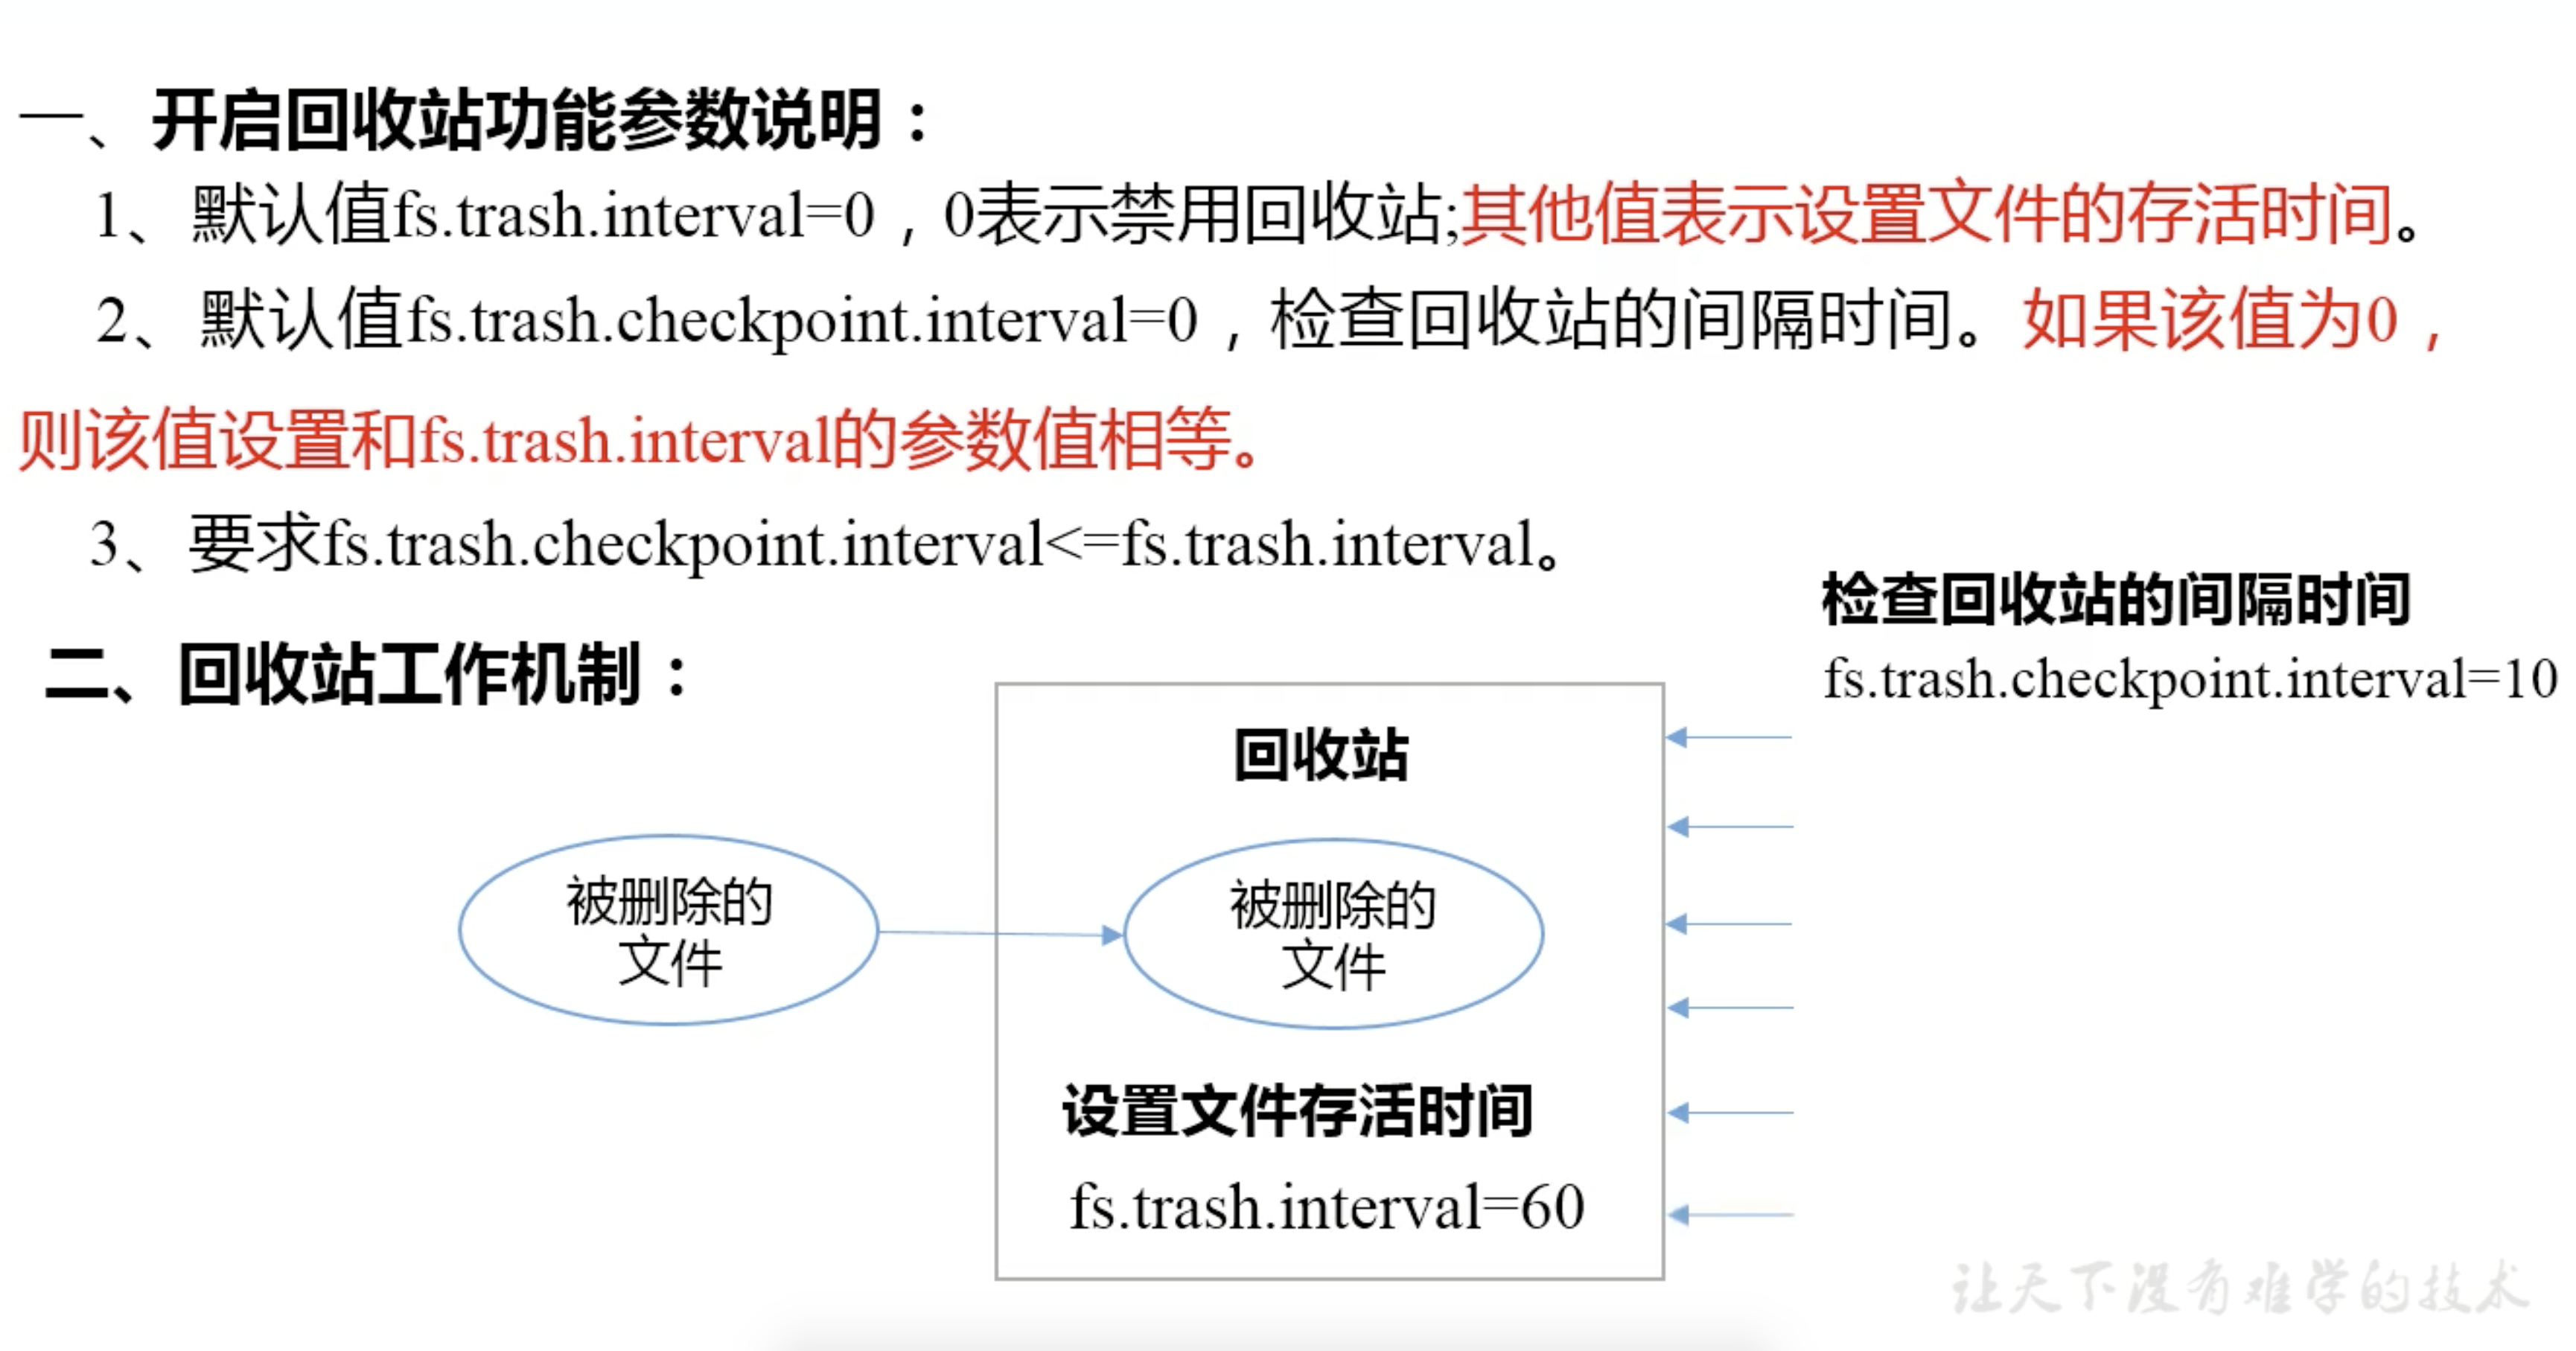 一、开启回收站功能参数说明：
1、默认值fs.trash.interval=0，0表示禁用回收站;其他值表示设置文件的存活时间。
2、默认值fs.trash.checkpoint.interval=0，检查回收站的间隔时间。如果该值为0，
则该值设置和fs.trash.interval的参数值相等。
3、要求fs.trash.checkpoint.interval<=fs.trash.interval。
二、回收站工作机制：
检查回收站的间隔时间
fs.trash.checkpoint.interval=10
回收站
被删除的
文件
被删除的
文件
设置文件存活时间
fs.trash.interval=60
让天下没有难学的技术